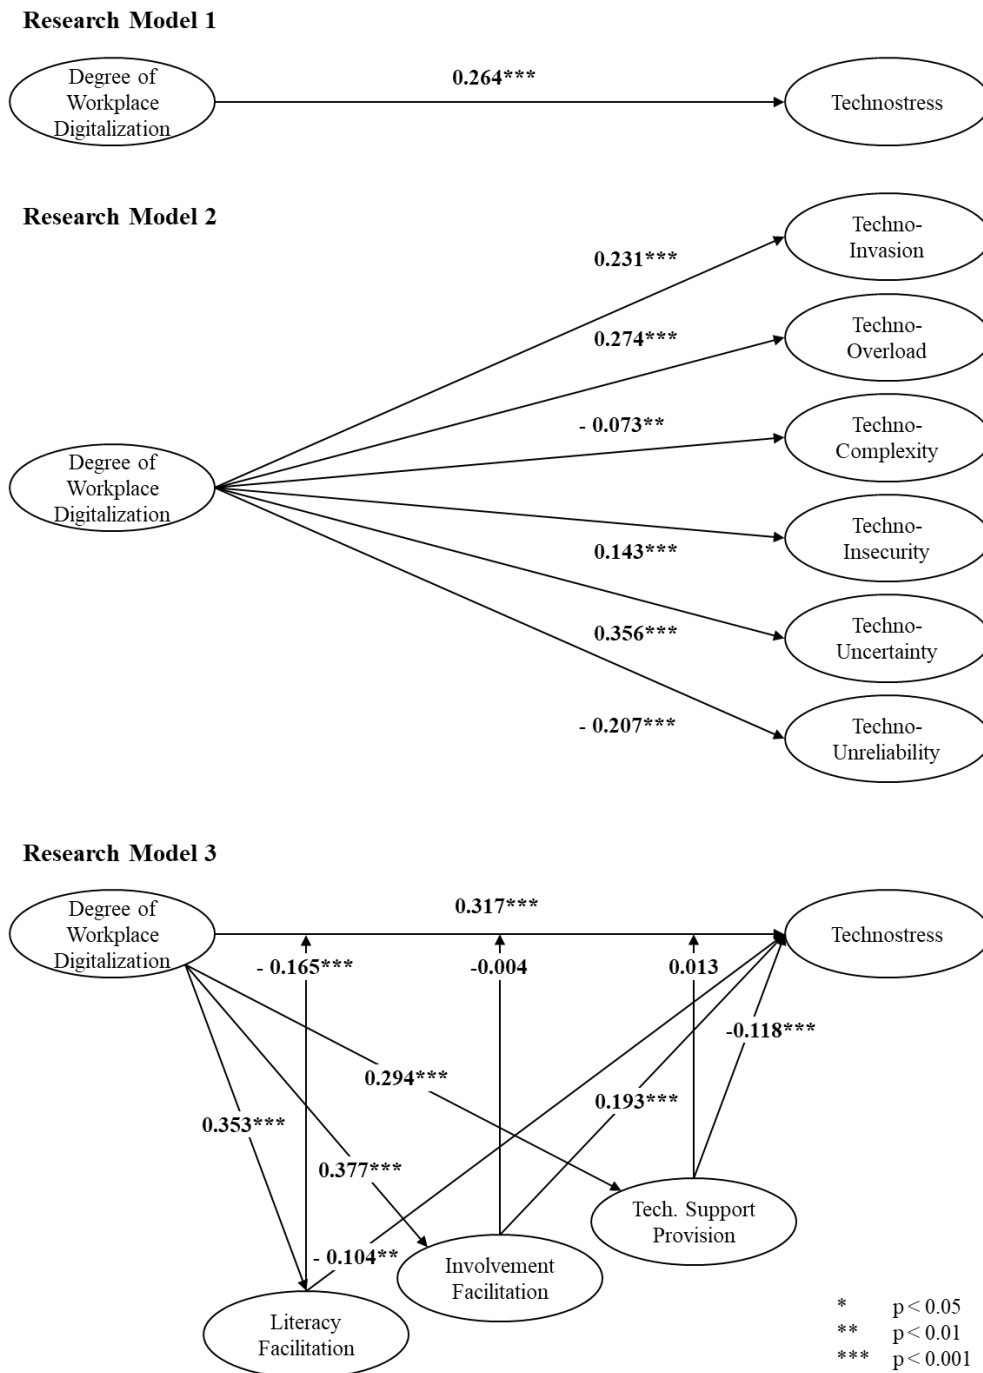 Research Model 1
Degree of
Workplace
Digitalization
0.264***
Technostress
Research Model 2
Degree of
Workplace
Digitalization
0.231***
0.274***
- 0.073**
0.143***
0.356***
- 0.207***
Techno-
Invasion
Techno-
Overload
Techno-
Complexity
Techno-
Insecurity
Techno-
Uncertainty
Techno-
Unreliability
Research Model 3
Degree of
Workplace
Digitalization
0.317***
Technostress
- 0.165***
-0.004
0.013
-0.118***
0.294***
0.193***
0.353***
0.377***
- 0.104**
Tech. Support
Provision
Involvement
Facilitation
Literacy
Facilitation
* p < 0.05
** p < 0.01
*** p < 0.001